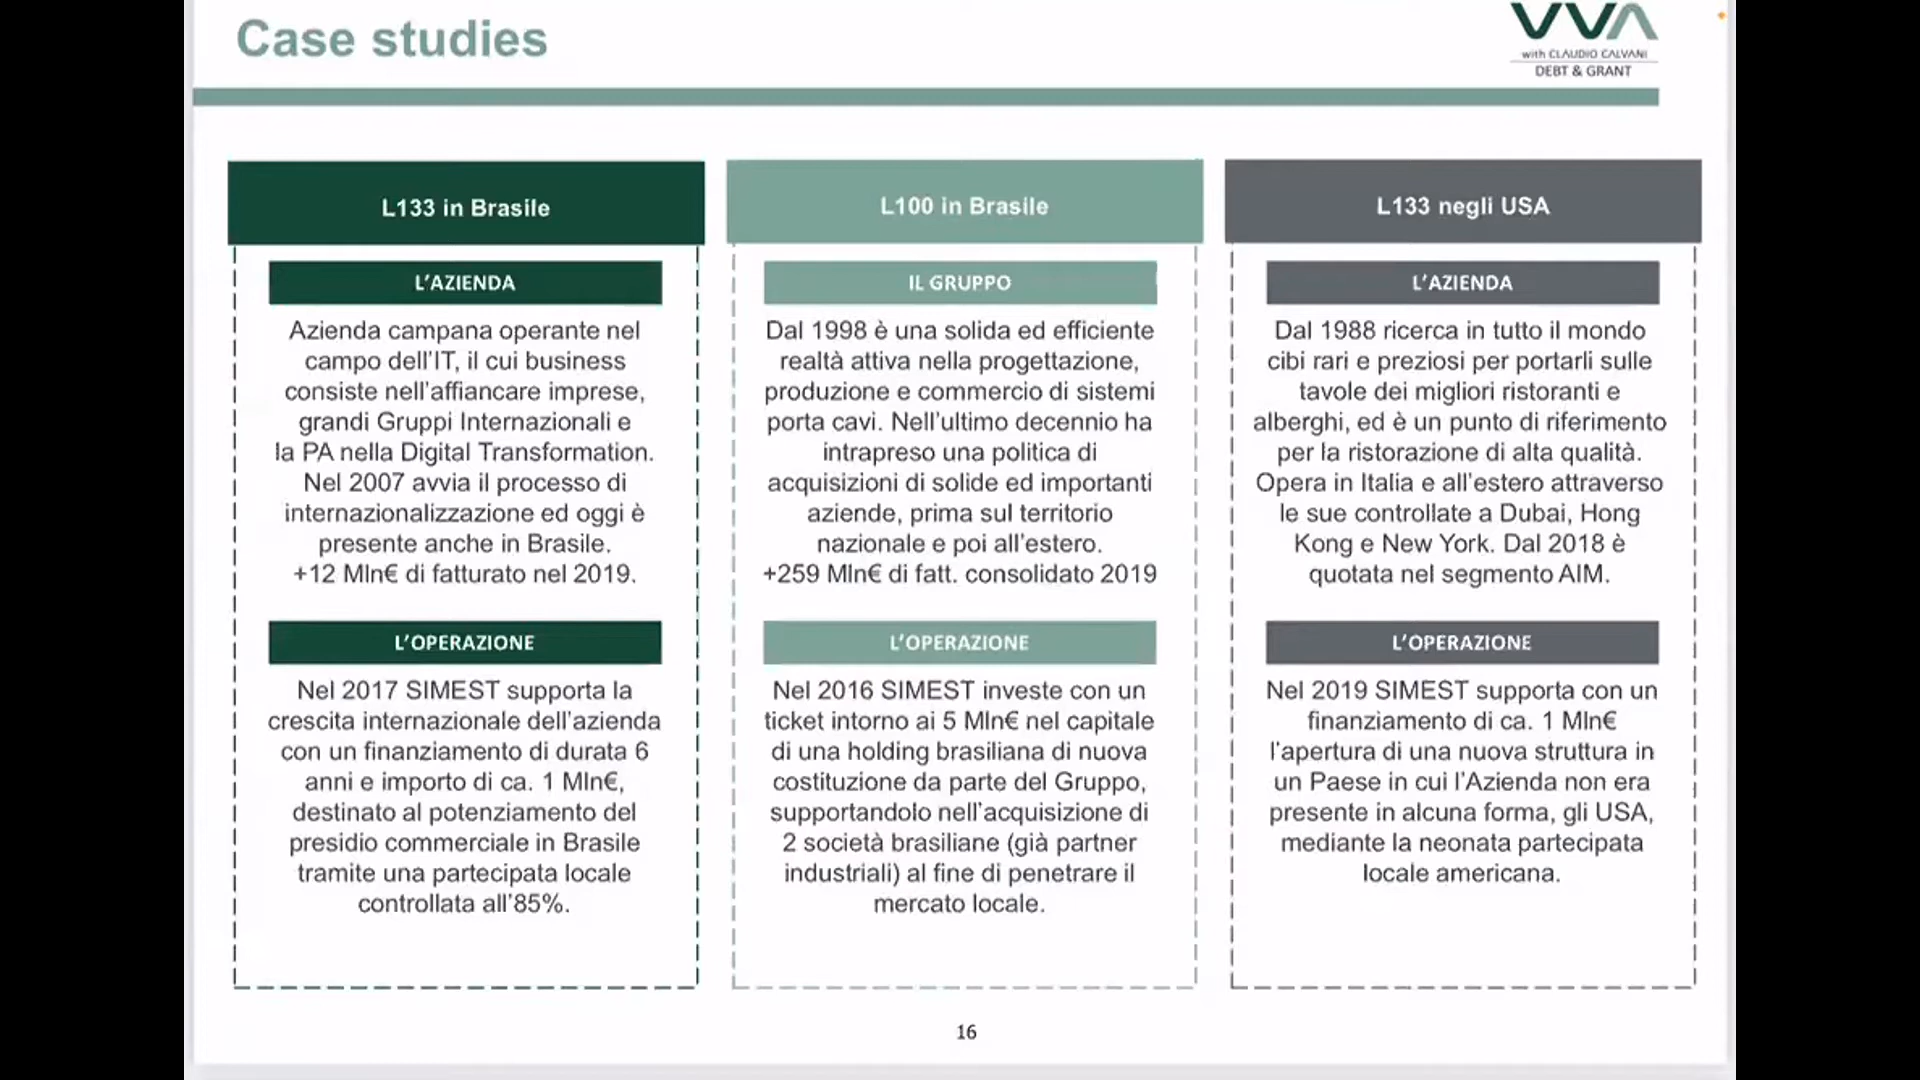 Case studies
VVA
with CLAUDIO CALVANI
DEBT & GRANT
L133 in Brasile
L'AZIENDA
Azienda campana operante nel
campo dell'IT, il cui business
consiste nell'affiancare imprese,
grandi Gruppi Internazionali e
la PA nella Digital Transformation.
Nel 2007 avvia il processo di
internazionalizzazione ed oggi è
presente anche in Brasile.
+12 Mln€ di fatturato nel 2019.
L'OPERAZIONE
Nel 2017 SIMEST supporta la
crescita internazionale dell'azienda
con un finanziamento di durata 6
anni e importo di ca. 1 Mln€,
destinato al potenziamento del
presidio commerciale in Brasile
tramite una partecipata locale
controllata all'85%.
L100 in Brasile
IL GRUPPO
Dal 1998 è una solida ed efficiente
realtà attiva nella progettazione,
produzione e commercio di sistemi
porta cavi. Nell'ultimo decennio ha
intrapreso una politica di
acquisizioni di solide ed importanti
aziende, prima sul territorio
nazionale e poi all'estero.
+259 Mln€ di fatt. consolidato 2019
L'OPERAZIONE
Nel 2016 SIMEST investe con un
ticket intorno ai 5 Mln€ nel capitale
di una holding brasiliana di nuova
costituzione da parte del Gruppo,
supportandolo nell'acquisizione di
2 società brasiliane (già partner
industriali) al fine di penetrare il
mercato locale.
L133 negli USA
L'AZIENDA
Dal 1988 ricerca in tutto il mondo
cibi rari e preziosi per portarli sulle
tavole dei migliori ristoranti e
alberghi, ed è un punto di riferimento
per la ristorazione di alta qualità.
Opera in Italia e all'estero attraverso
le sue controllate a Dubai, Hong
Kong e New York. Dal 2018 è
quotata nel segmento AIM.
L'OPERAZIONE
Nel 2019 SIMEST supporta con un
finanziamento di ca. 1 Mln€
l'apertura di una nuova struttura in
un Paese in cui l'Azienda non era
presente in alcuna forma, gli USA,
mediante la neonata partecipata
locale americana.
16